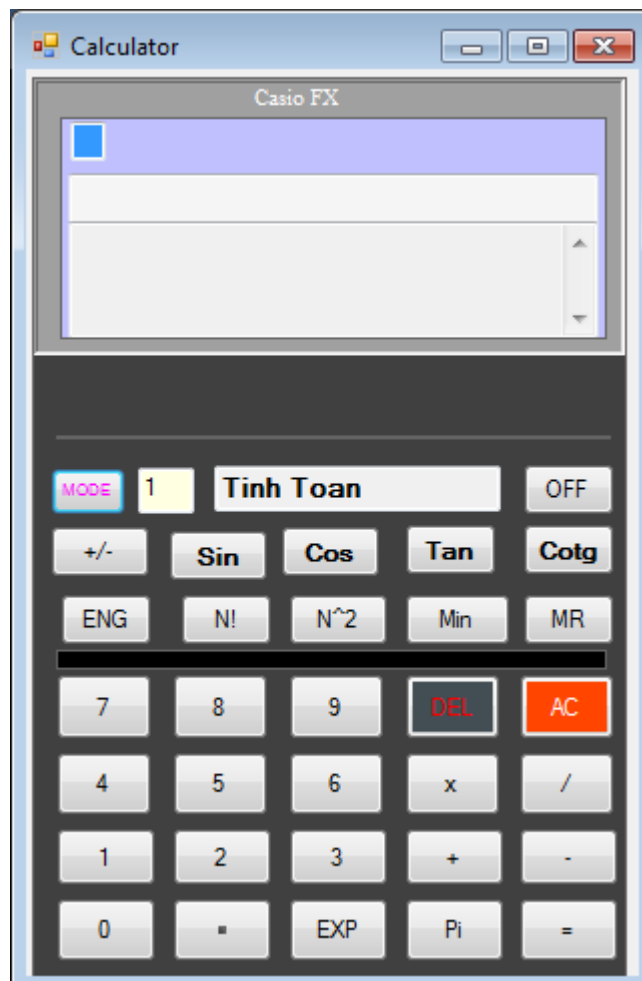 Calculator
Casio FX
MODE 1 Tinh Toan OFF
+/- Sin Cos Tan Cotg
ENG N! N^2 Min MR
7 8 9 DEL AC
4 5 6 x /
1 2 3 + -
0 . EXP Pi =